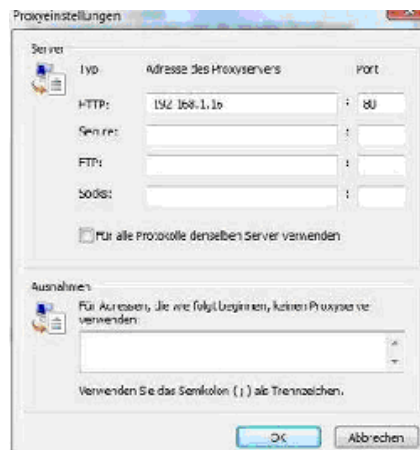 Proxyeinstellungen
Server
Typ Adresse des Proxyservers Port
HTTP: 192.168.1.16 : 80
Secure: :
FTP: :
Socks: :
Für alle Protokolle denselben Server verwenden
Ausnahmen
Für Adressen, die wie folgt beginnen, keinen Proxyserve
verwenden:
Verwenden Sie das Semikolon ( ; ) als Trennzeichen.
OK Abbrechen